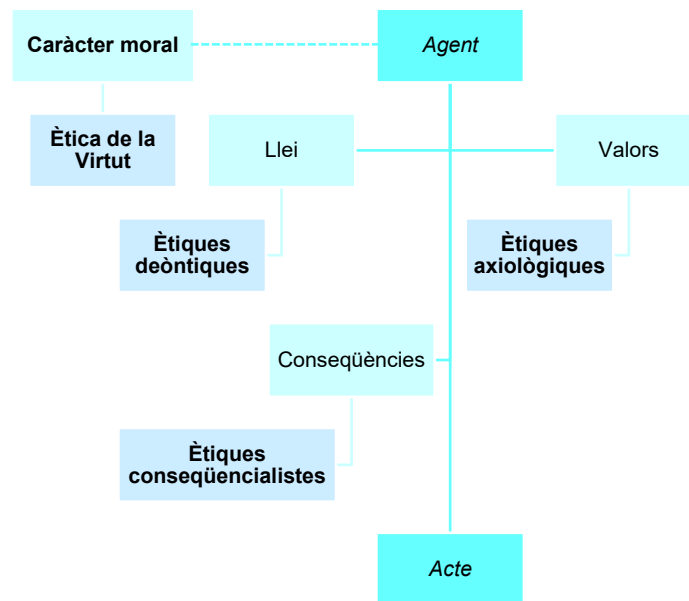 Caràcter moral
Agent
Ètica de la
Virtut
Llei
Valors
Ètiques
deòntiques
Ètiques
axiològiques
Conseqüències
Ètiques
conseqüencialistes
Acte